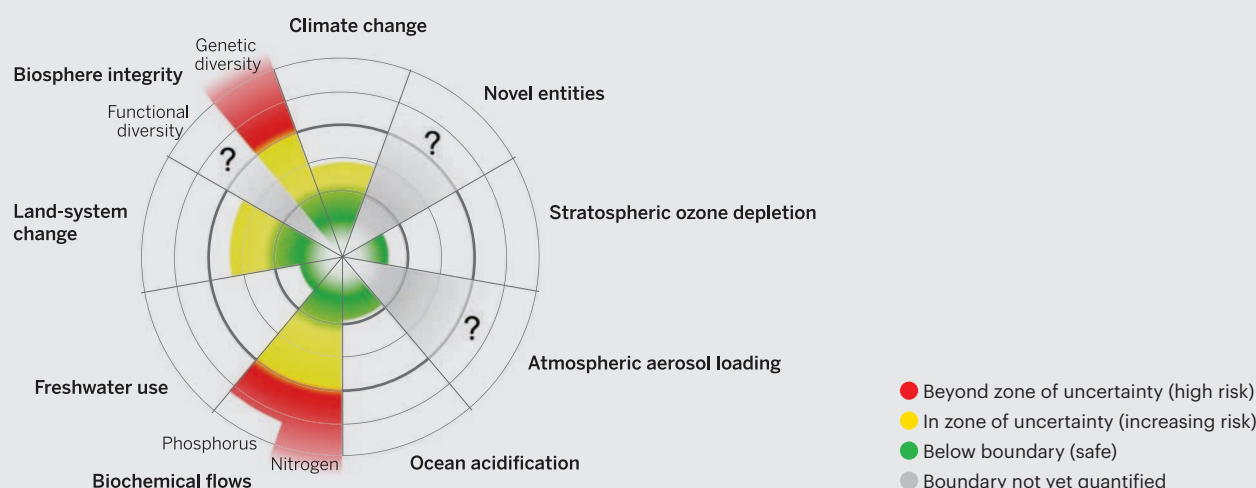 Climate change
Genetic
diversity
Biosphere integrity
Functional
diversity
Novel entities
?
?
Land-system
change
Stratospheric ozone depletion
?
Atmospheric aerosol loading
Freshwater use
Phosphorus
Nitrogen
Ocean acidification
Biochemical flows
Beyond zone of uncertainty (high risk)
In zone of uncertainty (increasing risk)
Below boundary (safe)
Boundary not yet quantified